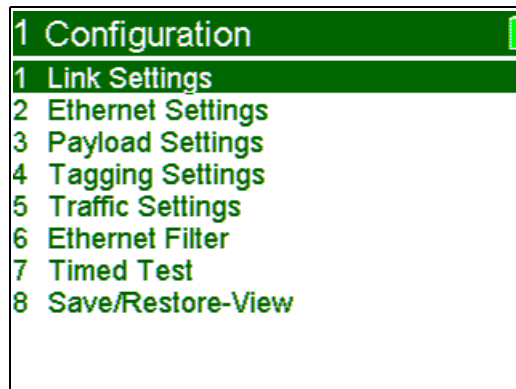 1 Configuration
1 Link Settings
2 Ethernet Settings
3 Payload Settings
4 Tagging Settings
5 Traffic Settings
6 Ethernet Filter
7 Timed Test
8 Save/Restore-View